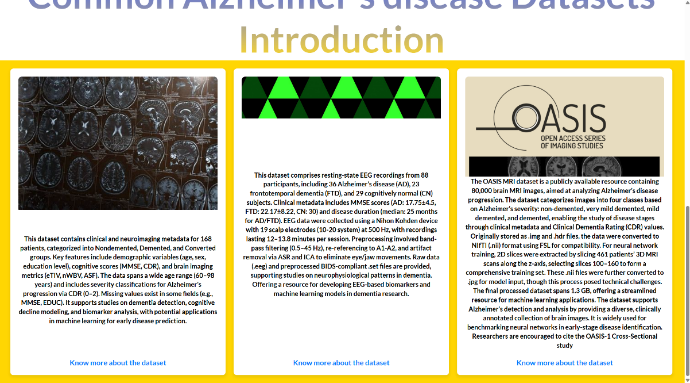 Common Alzheimer's disease Datasets
Introduction
This dataset contains clinical and neuroimaging metadata for 168
patients, categorized into Nondemented, Demented, and Converted
groups. Key features include demographic variables (age, sex,
education level), cognitive scores (MMSE, CDR), and brain imaging
metrics (eTIV, nWBV, ASF). The data spans a wide age range (60-98
years) and includes severity classifications for Alzheimer's
progression via CDR (0-2). Missing values exist in some fields (e.g.,
MMSE, EDUC). It supports studies on dementia detection, cognitive
decline modeling, and biomarker analysis, with potential applications
in machine learning for early disease prediction.
Know more about the dataset
This dataset comprises resting-state EEG recordings from 88
participants, including 36 Alzheimer's disease (AD), 23
frontotemporal dementia (FTD), and 29 cognitively normal (CN)
subjects. Clinical metadata includes MMSE scores (AD: 17.75±4.5,
FTD: 22.17±8.22, CN: 30) and disease duration (median: 25 months
for AD/FTD). EEG data were collected using a Nihon Kohden device
with 19 scalp electrodes (10-20 system) at 500 Hz, with recordings
lasting 12–13.8 minutes per session. Preprocessing involved band-
pass filtering (0.5–45 Hz), re-referencing to A1-A2, and artifact
removal via ASR and ICA to eliminate eye/jaw movements. Raw data
(.eeg) and preprocessed BIDS-compliant .set files are provided,
supporting studies on neurophysiological patterns in dementia.
Offering a resource for developing EEG-based biomarkers and
machine learning models in dementia research.
Know more about the dataset
OASIS
OPEN ACCESS SERIES
OF IMAGING STUDIES
The OASIS MRI dataset is a publicly available resource containing
80,000 brain MRI images, aimed at analyzing Alzheimer's disease
progression. The dataset categorizes images into four classes based
on Alzheimer's severity: non-demented, very mild demented, mild
demented, and demented, enabling the study of disease stages
through clinical metadata and Clinical Dementia Rating (CDR) values.
Originally stored as .img and .hdr files, the data were converted to
NIfTI (.nii) format using FSL for compatibility. For neural network
training, 2D slices were extracted by slicing 461 patients' 3D MRI
scans along the z-axis, selecting slices 100–160 to form a
comprehensive training set. These .nii files were further converted to
.jpg for model input, though this process posed technical challenges.
The final processed dataset spans 1.3 GB, offering a streamlined
resource for machine learning applications. The dataset supports
Alzheimer's detection and analysis by providing a diverse, clinically
annotated collection of brain images. It is widely used for
benchmarking neural networks in early-stage disease identification.
Researchers are encouraged to cite the OASIS-1 Cross-Sectional
study
Know more about the dataset